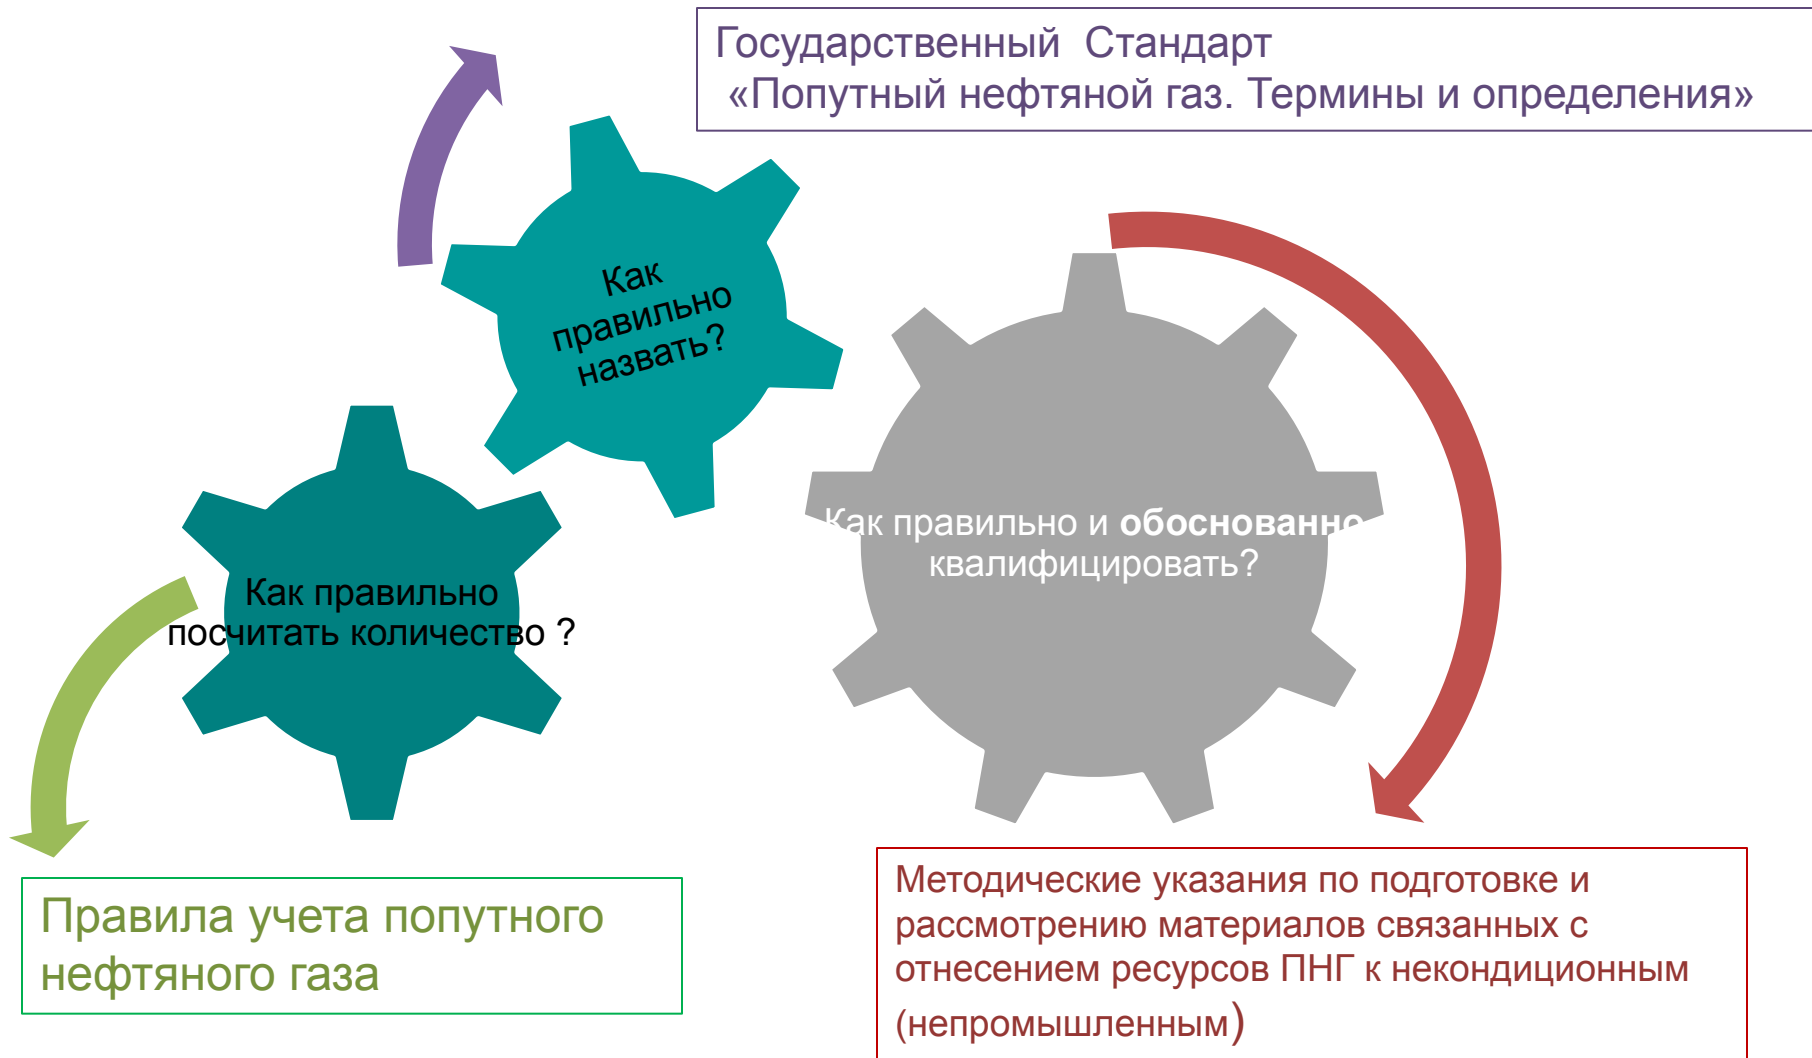 Государственный Стандарт
«Попутный нефтяной газ. Термины и определения»
Как
правильно
назвать?
Как правильно и обоснованно
квалифицировать?
Как правильно
посчитать количество ?
Правила учета попутного
нефтяного газа
Методические указания по подготовке и
рассмотрению материалов связанных с
отнесением ресурсов ПНГ к некондиционным
(непромышленным)